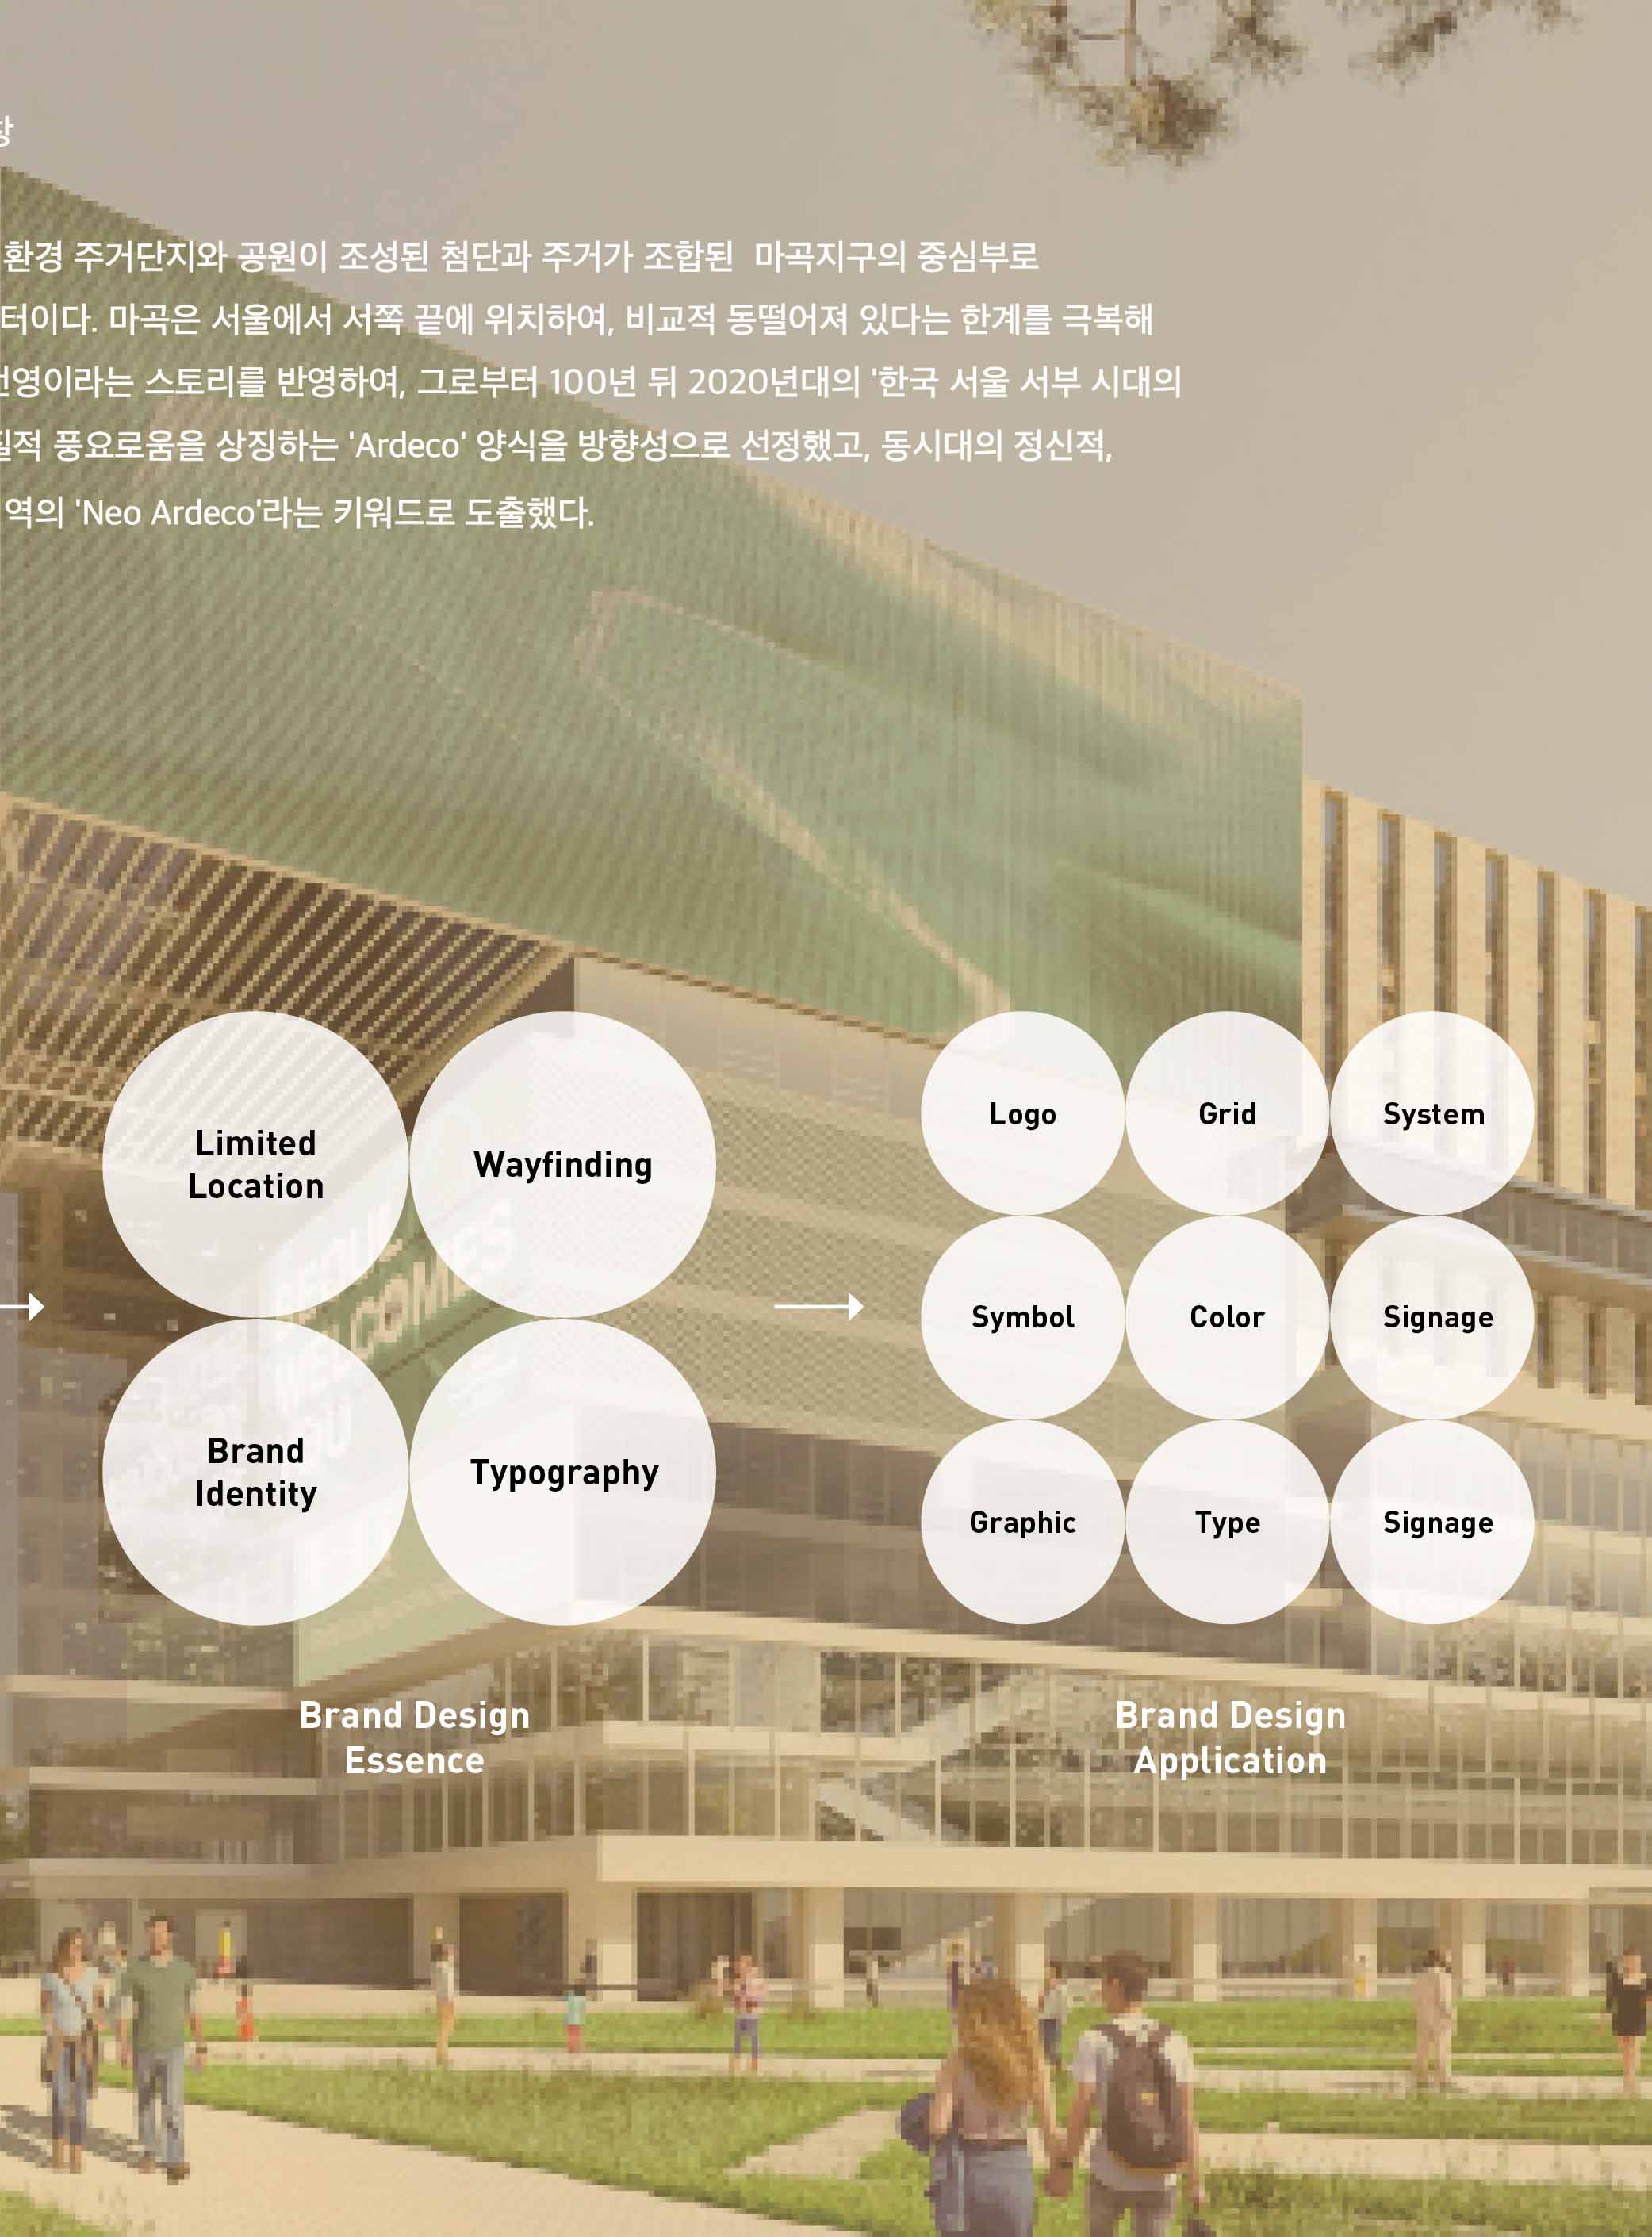 환경 주거단지와 공원이 조성된 첨단과 주거가 조합된 마곡지구의 중심부로
터이다. 마곡은 서울에서 서쪽 끝에 위치하여, 비교적 동떨어져 있다는 한계를 극복해
이라는 스토리를 반영하여, 그로부터 100년 뒤 2020년대의 '한국 서울 서부 시대의
풍요로움을 상징하는 'Ardeco' 양식을 방향성으로 선정했고, 동시대의 정신적,
역의 'Neo Ardeco'라는 키워드로 도출했다.
Limited
Location
Wayfinding
Brand
Identity
Typography
SEOUL
WELCOMES
YOU
Logo
Grid
System
Symbol
Color
Signage
Graphic
Type
Signage
Brand Design
Essence
Brand Design
Application